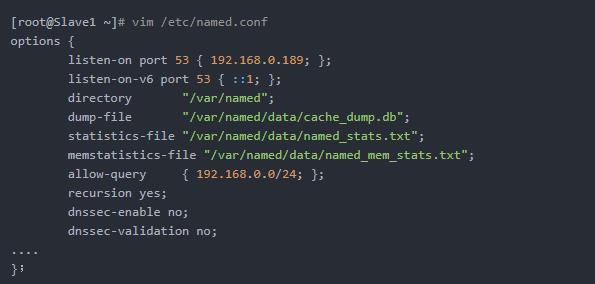 [root@Slave1 ~]# vim /etc/named.conf
options {
        listen-on port 53 { 192.168.0.189; };
        listen-on-v6 port 53 { ::1; };
        directory       "/var/named";
        dump-file       "/var/named/data/cache_dump.db";
        statistics-file "/var/named/data/named_stats.txt";
        memstatistics-file "/var/named/data/named_mem_stats.txt";
        allow-query     { 192.168.0.0/24; };
        recursion yes;
        dnssec-enable no;
        dnssec-validation no;
....
};